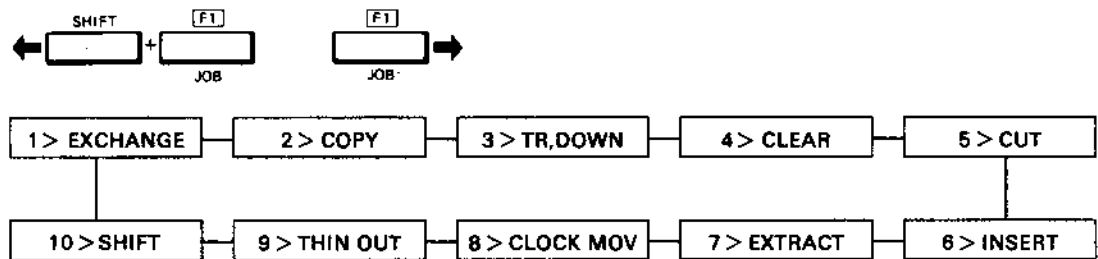 SHIFT F1 F1
+
JOB JOB
1 > EXCHANGE 2 > COPY 3 > TR,DOWN 4 > CLEAR 5 > CUT
10 > SHIFT 9 > THIN OUT 8 > CLOCK MOV 7 > EXTRACT 6 > INSERT